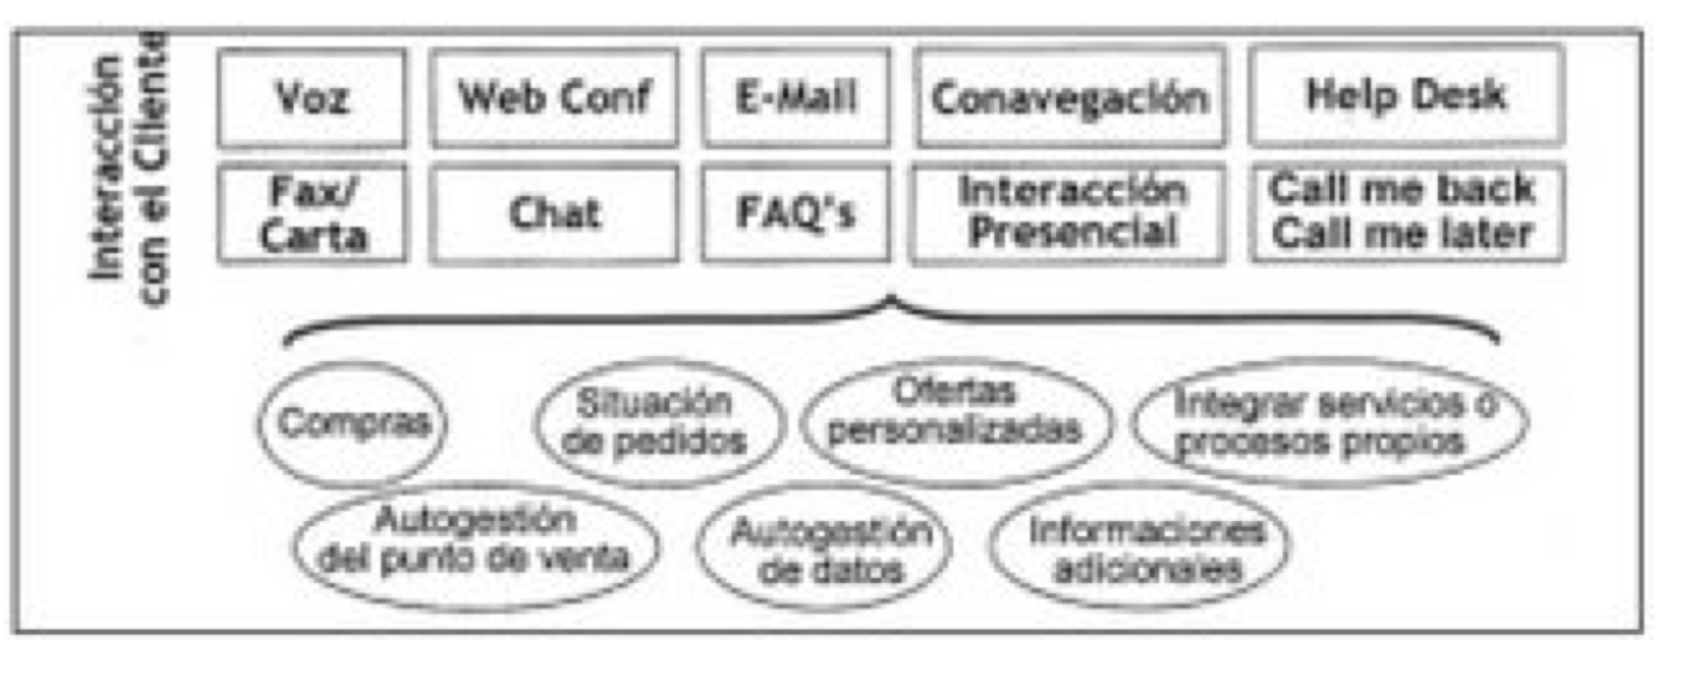 Interacción
con el Cliente
Voz
Web Conf
E-Mail
Conavegación
Help Desk
Fax/
Carta
Chat
FAQ's
Interacción
Presencial
Call me back
Call me later
Compras
Situación
de pedidos
Ofertas
personalizadas
Integrar servicios o
procesos propios
Autogestión
del punto de venta
Autogestión
de datos
Informaciones
adicionales